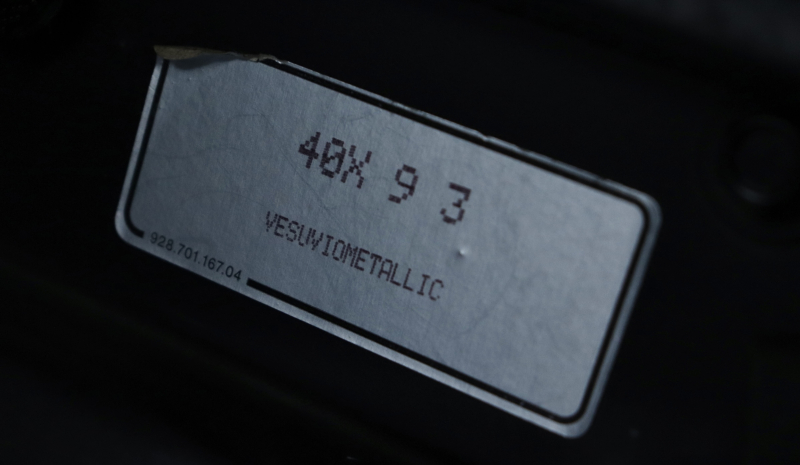 40X 9 3
VESUVIOMETALLIC
928.701.167.04